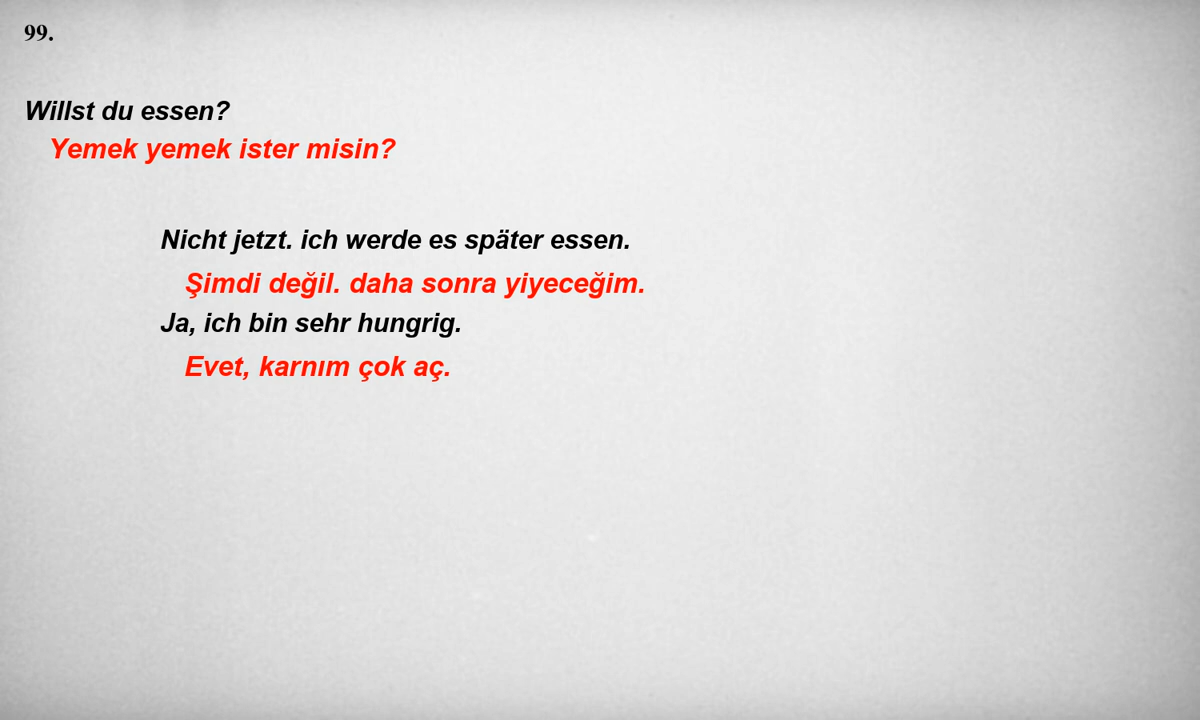 99.
Willst du essen?
Yemek yemek ister misin?
Nicht jetzt. ich werde es später essen.
Şimdi değil. daha sonra yiyeceğim.
Ja, ich bin sehr hungrig.
Evet, karnım çok aç.